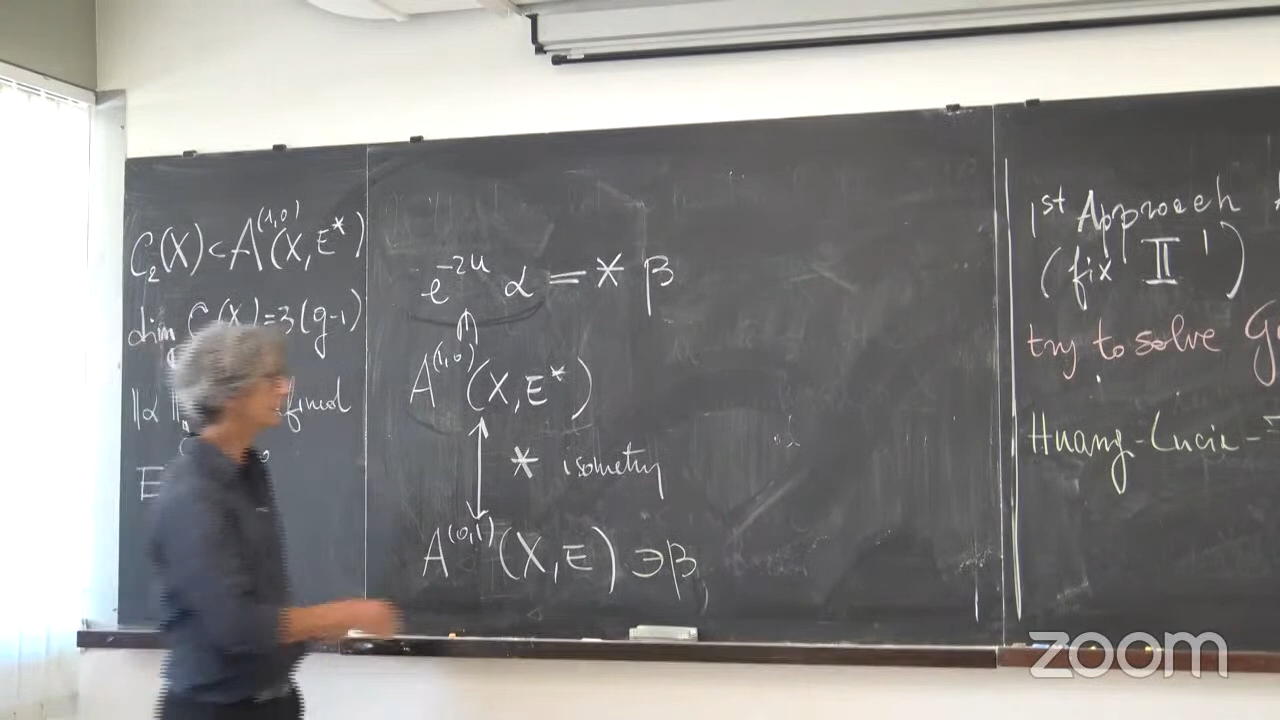 C₂(X) < A^(1,0)(X, E*)
dim C₂(X) = 3(g-1)
‖α‖
E
e^{-2u} α = * β
A^(1,0)(X, E*)
* isometry
A^(0,1)(X, E) ∋ β
1st Approach
(fix II)
try to solve
Huang-Lucia-
zoom